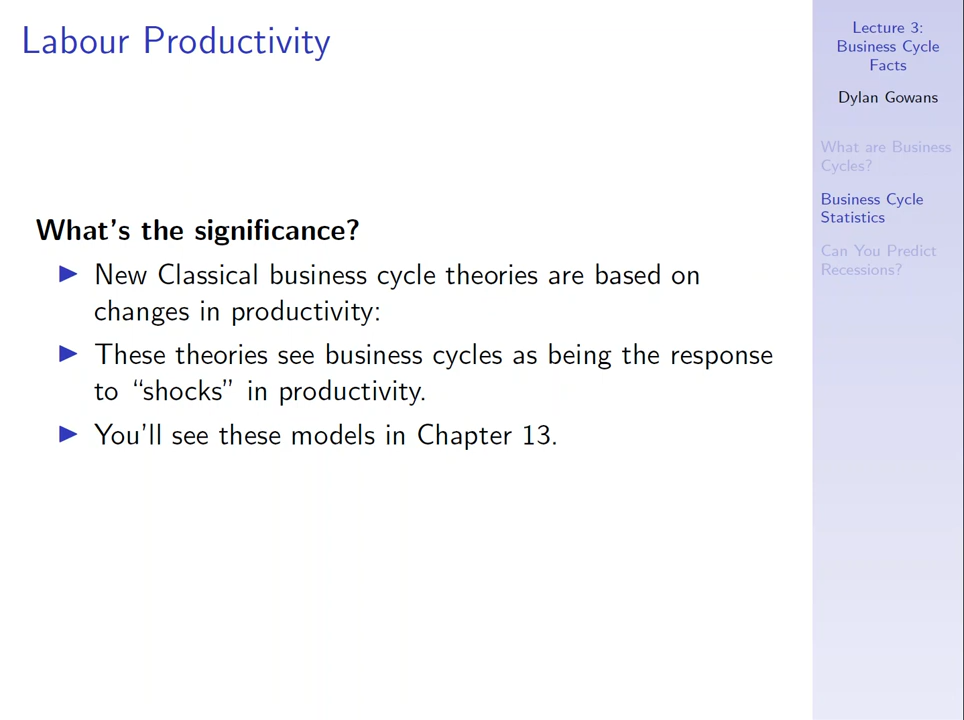 Labour Productivity
What's the significance?
New Classical business cycle theories are based on
changes in productivity:
These theories see business cycles as being the response
to “shocks” in productivity.
You'll see these models in Chapter 13.
Lecture 3:
Business Cycle
Facts
Dylan Gowans
What are Business
Cycles?
Business Cycle
Statistics
Can You Predict
Recessions?